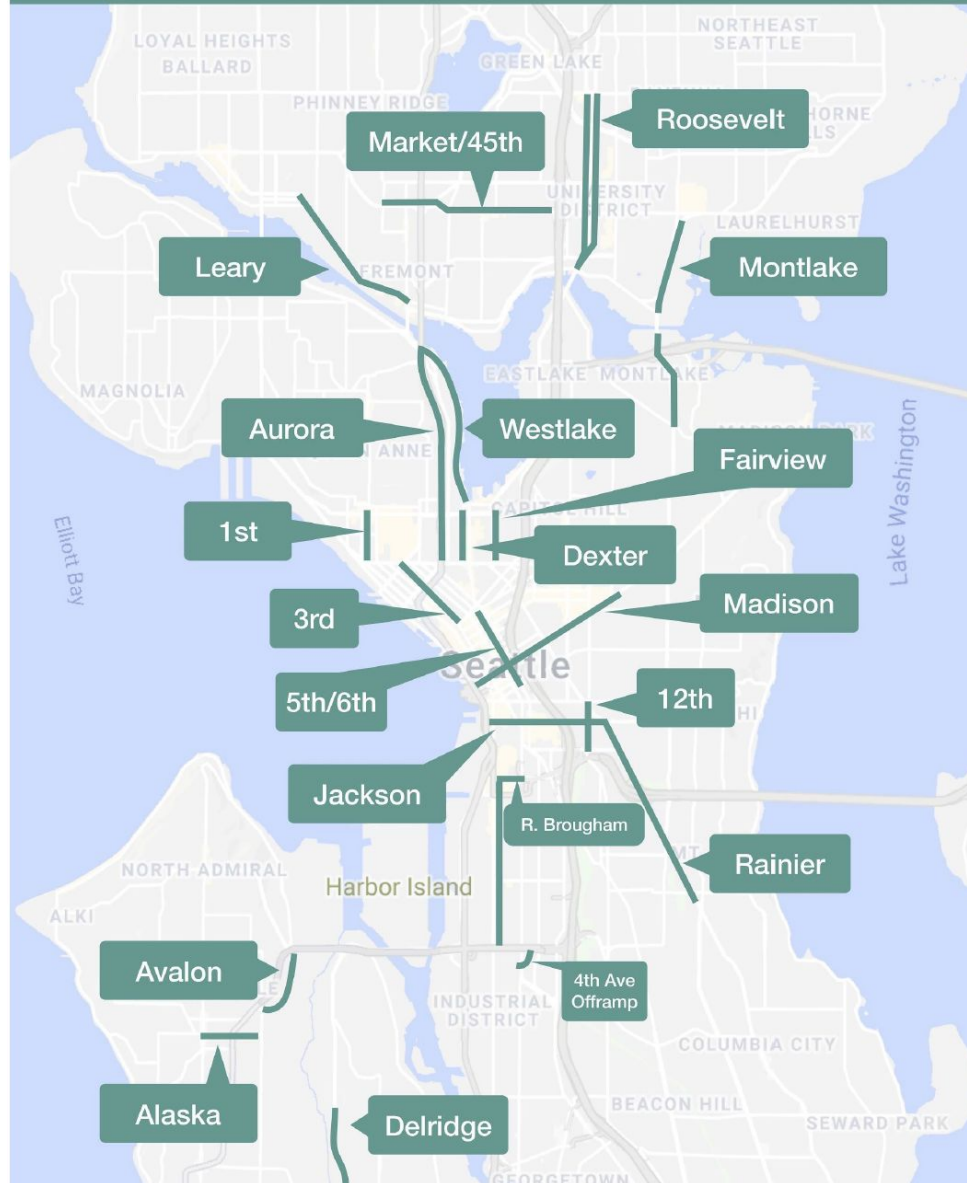 LOYAL HEIGHTS
BALLARD
NORTHEAST
SEATTLE
GREEN LAKE
PHINNEY RIDGE
Market/45th
Roosevelt
UNIVERSITY
DISTRICT
LAURELHURST
Leary
FREMONT
Montlake
MAGNOLIA
EASTLAKE
MONTLAKE
Aurora
Westlake
Fairview
Lake Washington
Elliott Bay
CAPITOL HILL
1st
Dexter
3rd
Madison
Seattle
5th/6th
12th
Jackson
R. Brougham
NORTH ADMIRAL
Harbor Island
Rainier
ALKI
Avalon
4th Ave
Offramp
INDUSTRIAL
DISTRICT
COLUMBIA CITY
Alaska
BEACON HILL
Delridge
SEWARD PARK
GEORGETOWN